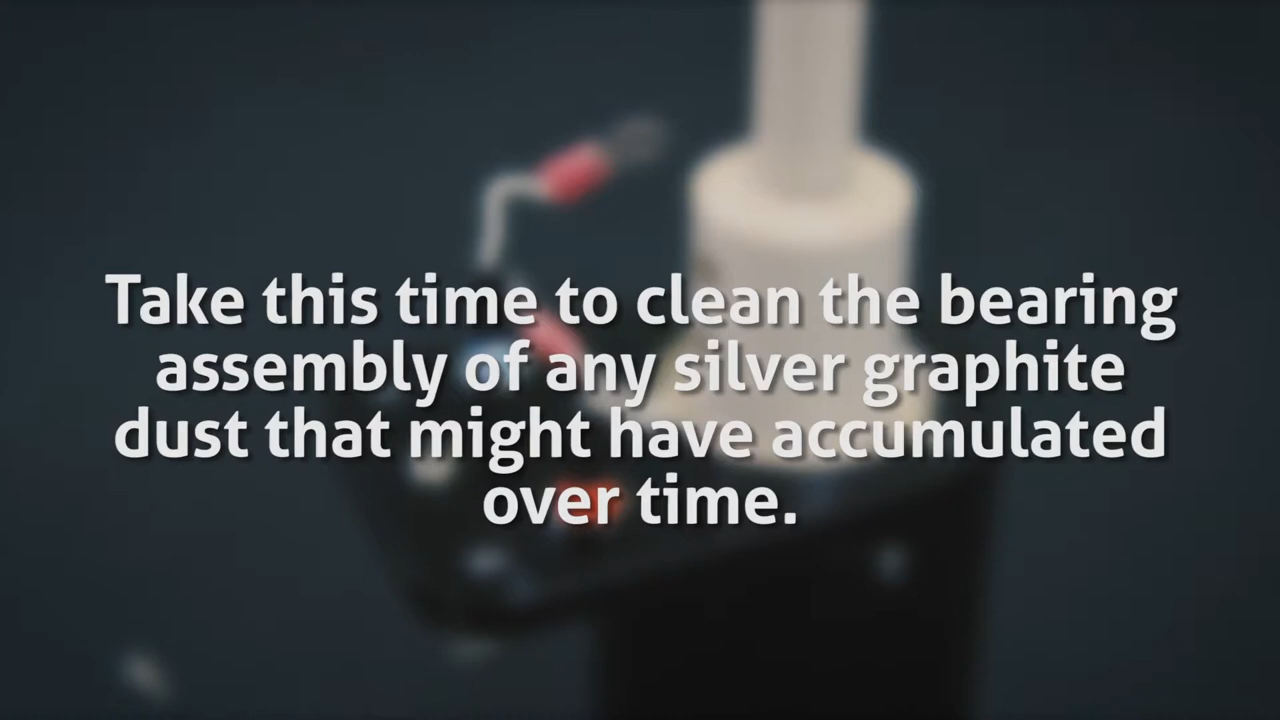 Take this time to clean the bearing
assembly of any silver graphite
dust that might have accumulated
over time.